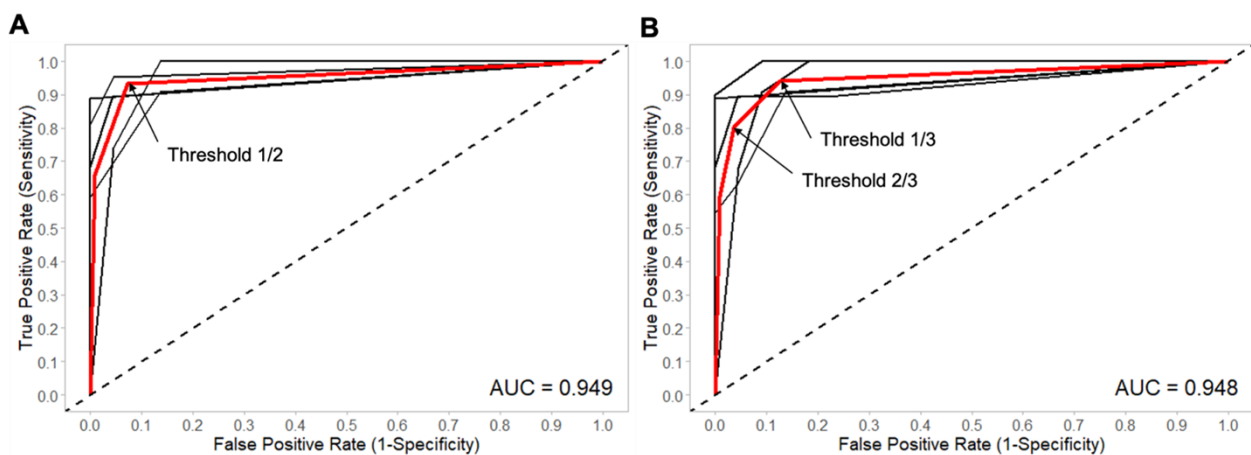 A
True Positive Rate (Sensitivity)
1.0
0.9
0.8
0.7
0.6
0.5
0.4
0.3
0.2
0.1
0.0
Threshold 1/2
AUC = 0.949
0.0 0.1 0.2 0.3 0.4 0.5 0.6 0.7 0.8 0.9 1.0
False Positive Rate (1-Specificity)
B
True Positive Rate (Sensitivity)
1.0
0.9
0.8
0.7
0.6
0.5
0.4
0.3
0.2
0.1
0.0
Threshold 1/3
Threshold 2/3
AUC = 0.948
0.0 0.1 0.2 0.3 0.4 0.5 0.6 0.7 0.8 0.9 1.0
False Positive Rate (1-Specificity)